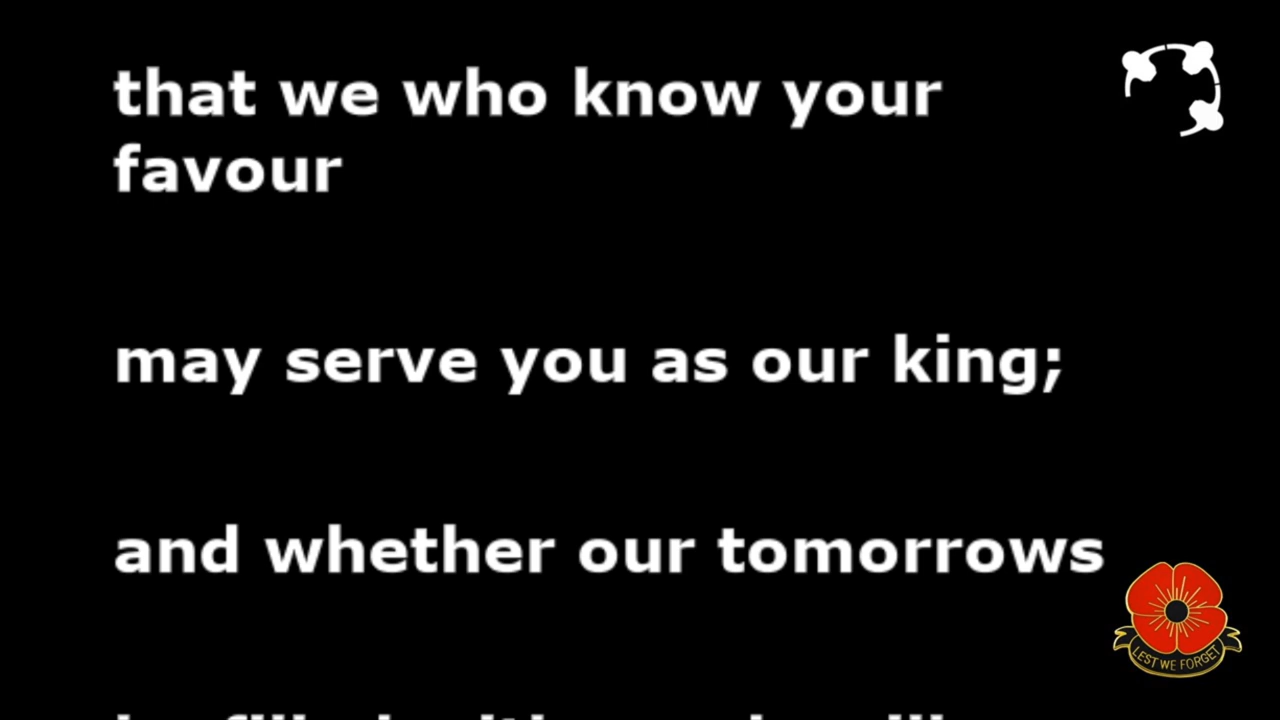 that we who know your
favour
may serve you as our king;
and whether our tomorrows
LEST WE FORGET